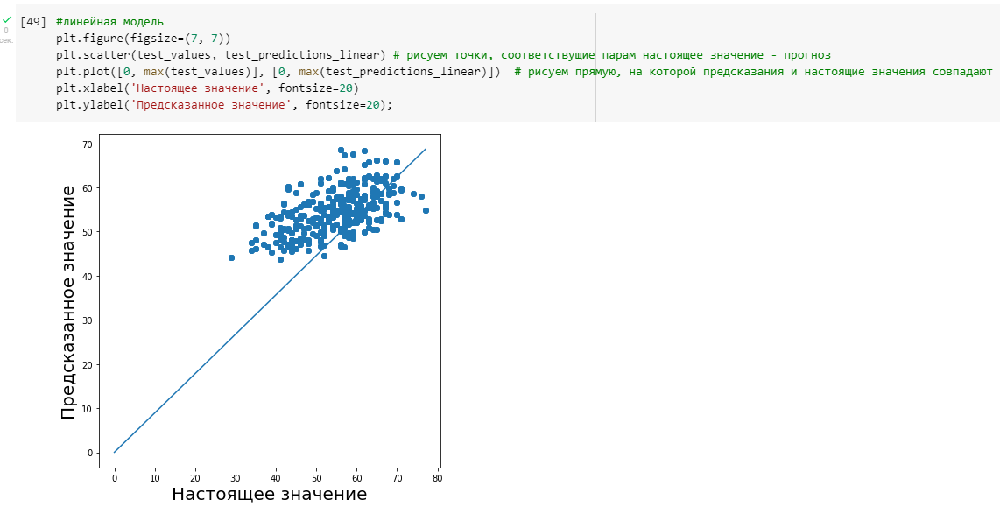 [49] #линейная модель
0
сек.
plt.figure(figsize=(7, 7))
plt.scatter(test_values, test_predictions_linear) # рисуем точки, соответствущие парам настоящее значение - прогноз
plt.plot([0, max(test_values)], [0, max(test_predictions_linear)])  # рисуем прямую, на которой предсказания и настоящие значения совпадают
plt.xlabel('Настоящее значение', fontsize=20)
plt.ylabel('Предсказанное значение', fontsize=20);
Предсказанное значение
70
60
50
40
30
20
10
0
0 10 20 30 40 50 60 70 80
Настоящее значение